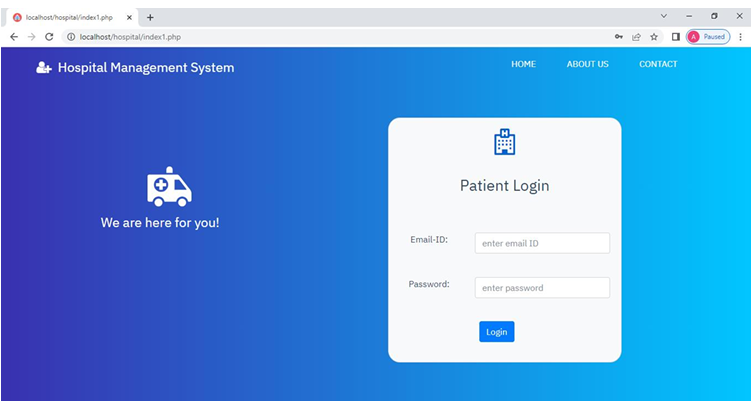 localhost/hospital/index1.php
localhost/hospital/index1.php
A Paused
Hospital Management System
HOME ABOUT US CONTACT
H
Patient Login
We are here for you!
Email-ID: enter email ID
Password: enter password
Login